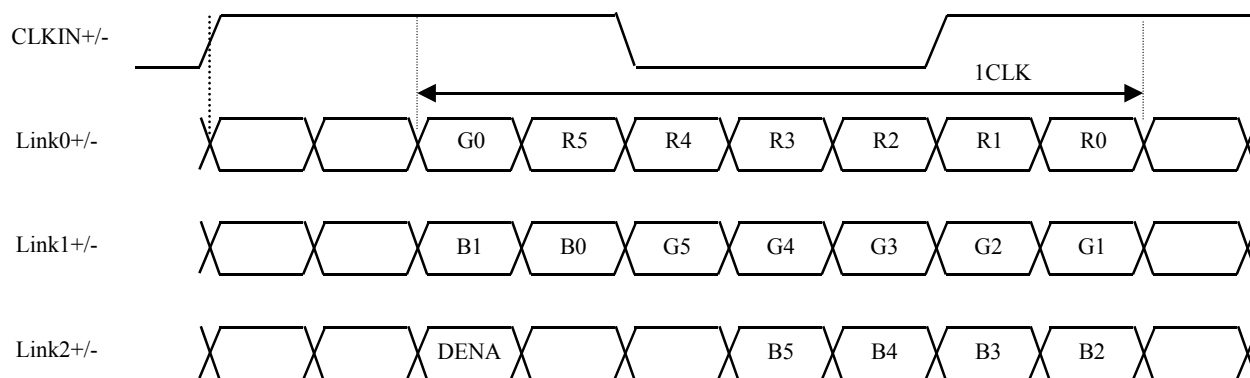 CLKIN+/-
1CLK
Link0+/- G0 R5 R4 R3 R2 R1 R0
Link1+/- B1 B0 G5 G4 G3 G2 G1
Link2+/- DENA B5 B4 B3 B2